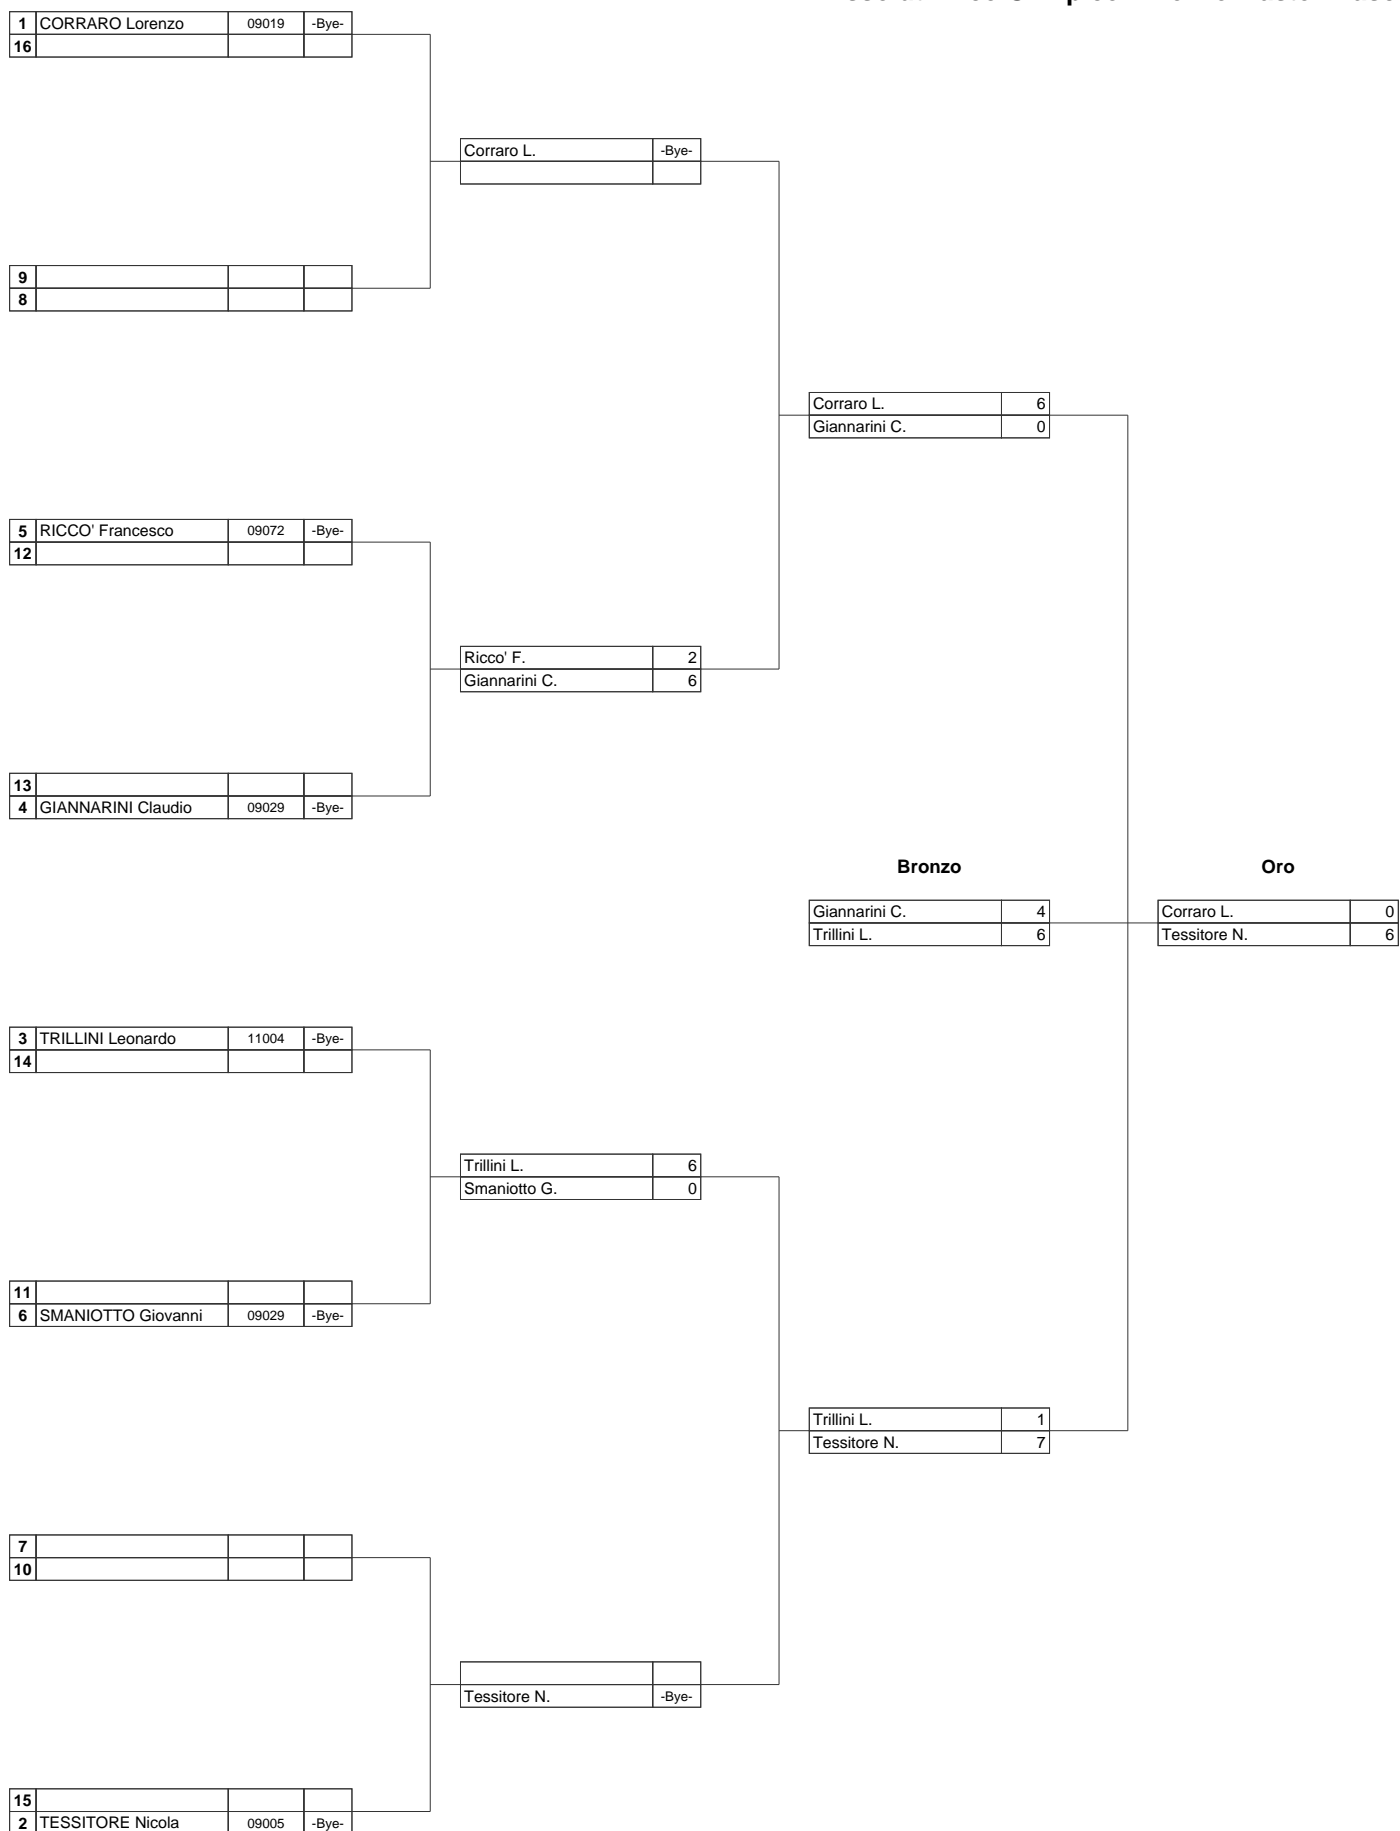 1 CORRARO Lorenzo 09019 -Bye-
16
Corraro L. -Bye-
9
8
Corraro L. 6
Giannarini C. 0
5 RICCO' Francesco 09072 -Bye-
12
Ricco' F. 2
Giannarini C. 6
13
4 GIANNARINI Claudio 09029 -Bye-
Bronzo Oro
Giannarini C. 4 Corraro L. 0
Trillini L. 6 Tessitore N. 6
3 TRILLINI Leonardo 11004 -Bye-
14
Trillini L. 6
Smaniotto G. 0
11
6 SMANIOTTO Giovanni 09029 -Bye-
Trillini L. 1
Tessitore N. 7
7
10
Tessitore N. -Bye-
15
2 TESSITORE Nicola 09005 -Bye-